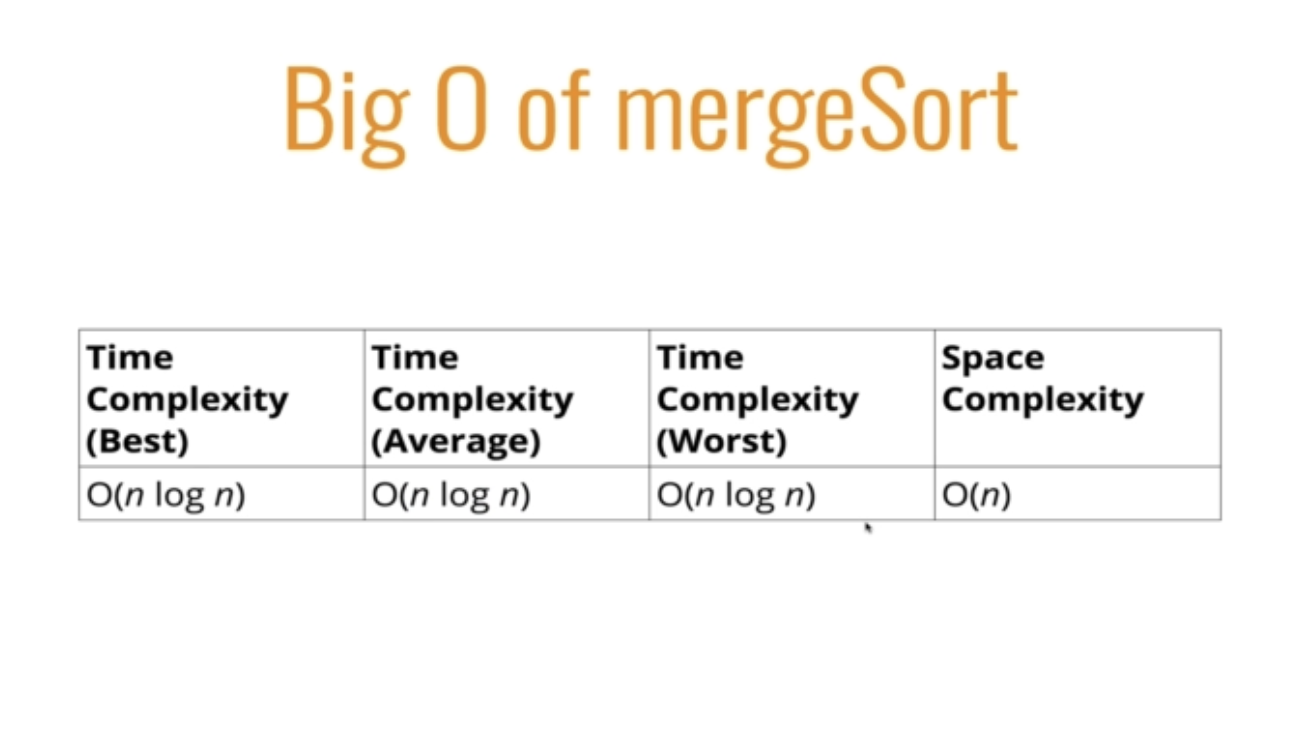 Big O of mergeSort
Time Complexity (Best)
Time Complexity (Average)
Time Complexity (Worst)
Space Complexity
O(n log n)
O(n log n)
O(n log n)
O(n)